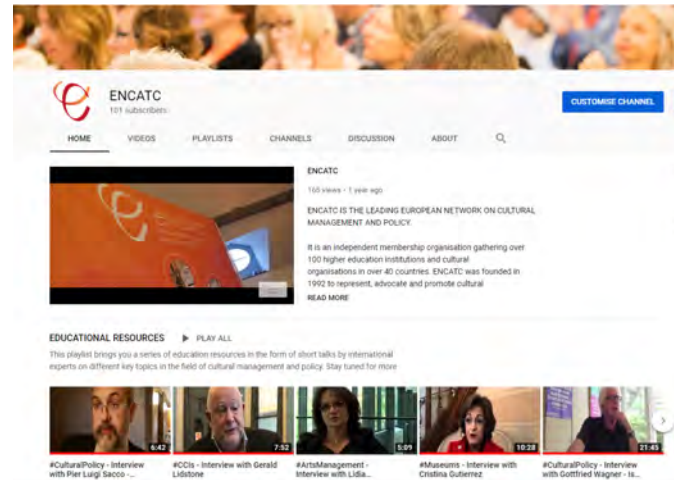 ENCATC
101 subscribers
CUSTOMISE CHANNEL
HOME VIDEOS PLAYLISTS CHANNELS DISCUSSION ABOUT
ENCATC
160 views • 1 year ago
ENCATC IS THE LEADING EUROPEAN NETWORK ON CULTURAL
MANAGEMENT AND POLICY.
It is an independent membership organisation gathering over
100 higher education institutions and cultural
organisations in over 40 countries. ENCATC was founded in
1992 to represent, advocate and promote cultural
READ MORE
EDUCATIONAL RESOURCES PLAY ALL
This playlist brings you a series of education resources in the form of short talks by international
experts on different key topics in the field of cultural management and policy. Stay tuned for more
6:42 7:52 5:09 10:28 21:45
#CulturalPolicy - Interview
with Pier Luigi Sacco -...
#CCIs - Interview with Gerald
Lidstone
#ArtsManagement -
Interview with Lidia...
#Museums - Interview with
Cristina Gutierrez
#CulturalPolicy - Interview
with Gottfried Wagner - Is...